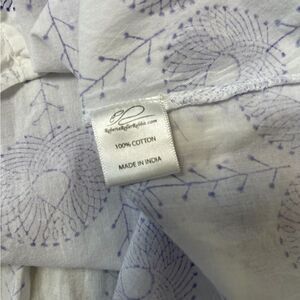 RobertaRollerRabbit.com
100% COTTON
MADE IN INDIA